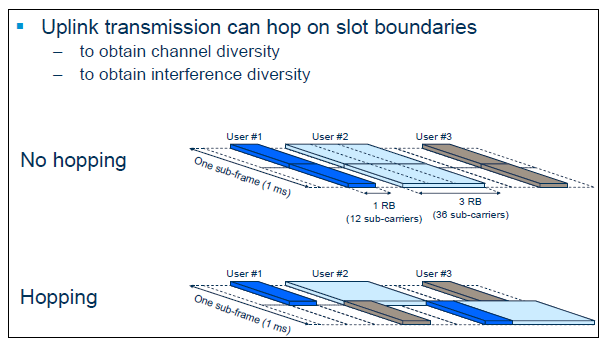 Uplink transmission can hop on slot boundaries
– to obtain channel diversity
– to obtain interference diversity
No hopping
User #1 User #2 User #3
One sub-frame (1 ms)
1 RB
(12 sub-carriers)
3 RB
(36 sub-carriers)
Hopping
User #1 User #2 User #3
One sub-frame (1 ms)